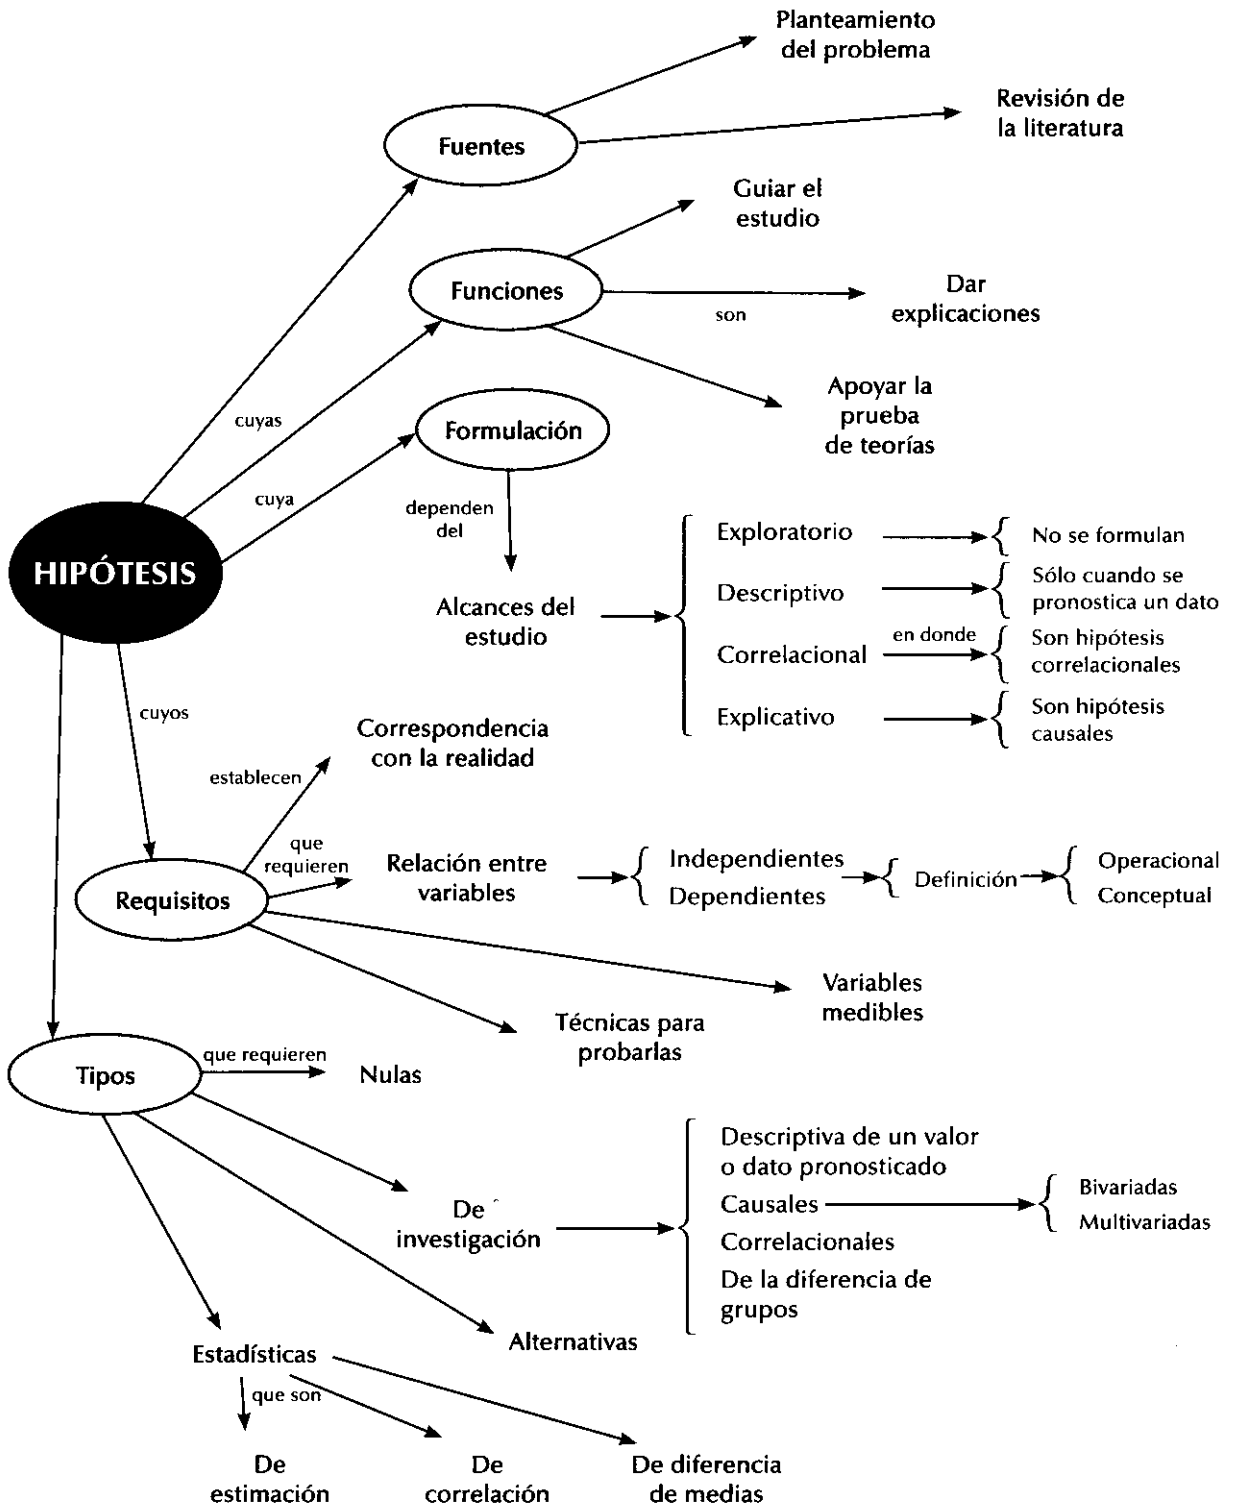 Planteamiento
del problema
Revisión de
la literatura
Fuentes
Guiar el
estudio
Funciones
son
Dar
explicaciones
Apoyar la
prueba
de teorías
cuyas
Formulación
cuya
dependen
del
HIPÓTESIS
Alcances del
estudio
Exploratorio
No se formulan
Descriptivo
Sólo cuando se
pronostica un dato
Correlacional
en donde
Son hipótesis
correlacionales
Explicativo
Son hipótesis
causales
cuyos
Correspondencia
con la realidad
establecen
que
requieren
Requisitos
Relación entre
variables
Independientes
Dependientes
Definición
Operacional
Conceptual
Variables
medibles
Técnicas para
probarlas
Tipos
que requieren
Nulas
De
investigación
Descriptiva de un valor
o dato pronosticado
Causales
Bivariadas
Multivariadas
Correlacionales
De la diferencia de
grupos
Alternativas
Estadísticas
que son
De
estimación
De
correlación
De diferencia
de medias